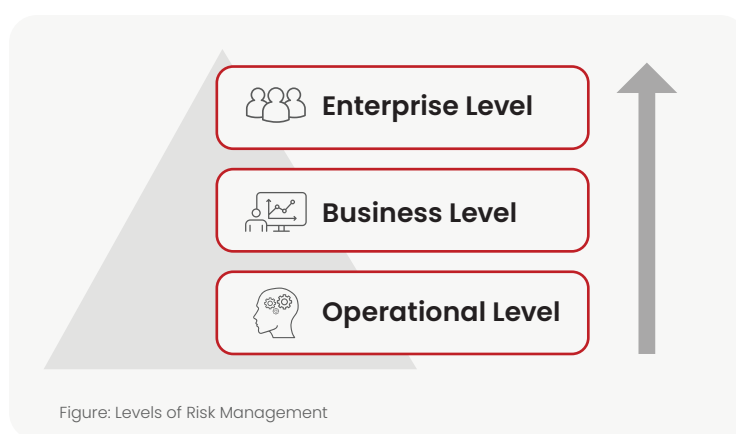 Enterprise Level
Business Level
Operational Level
Figure: Levels of Risk Management